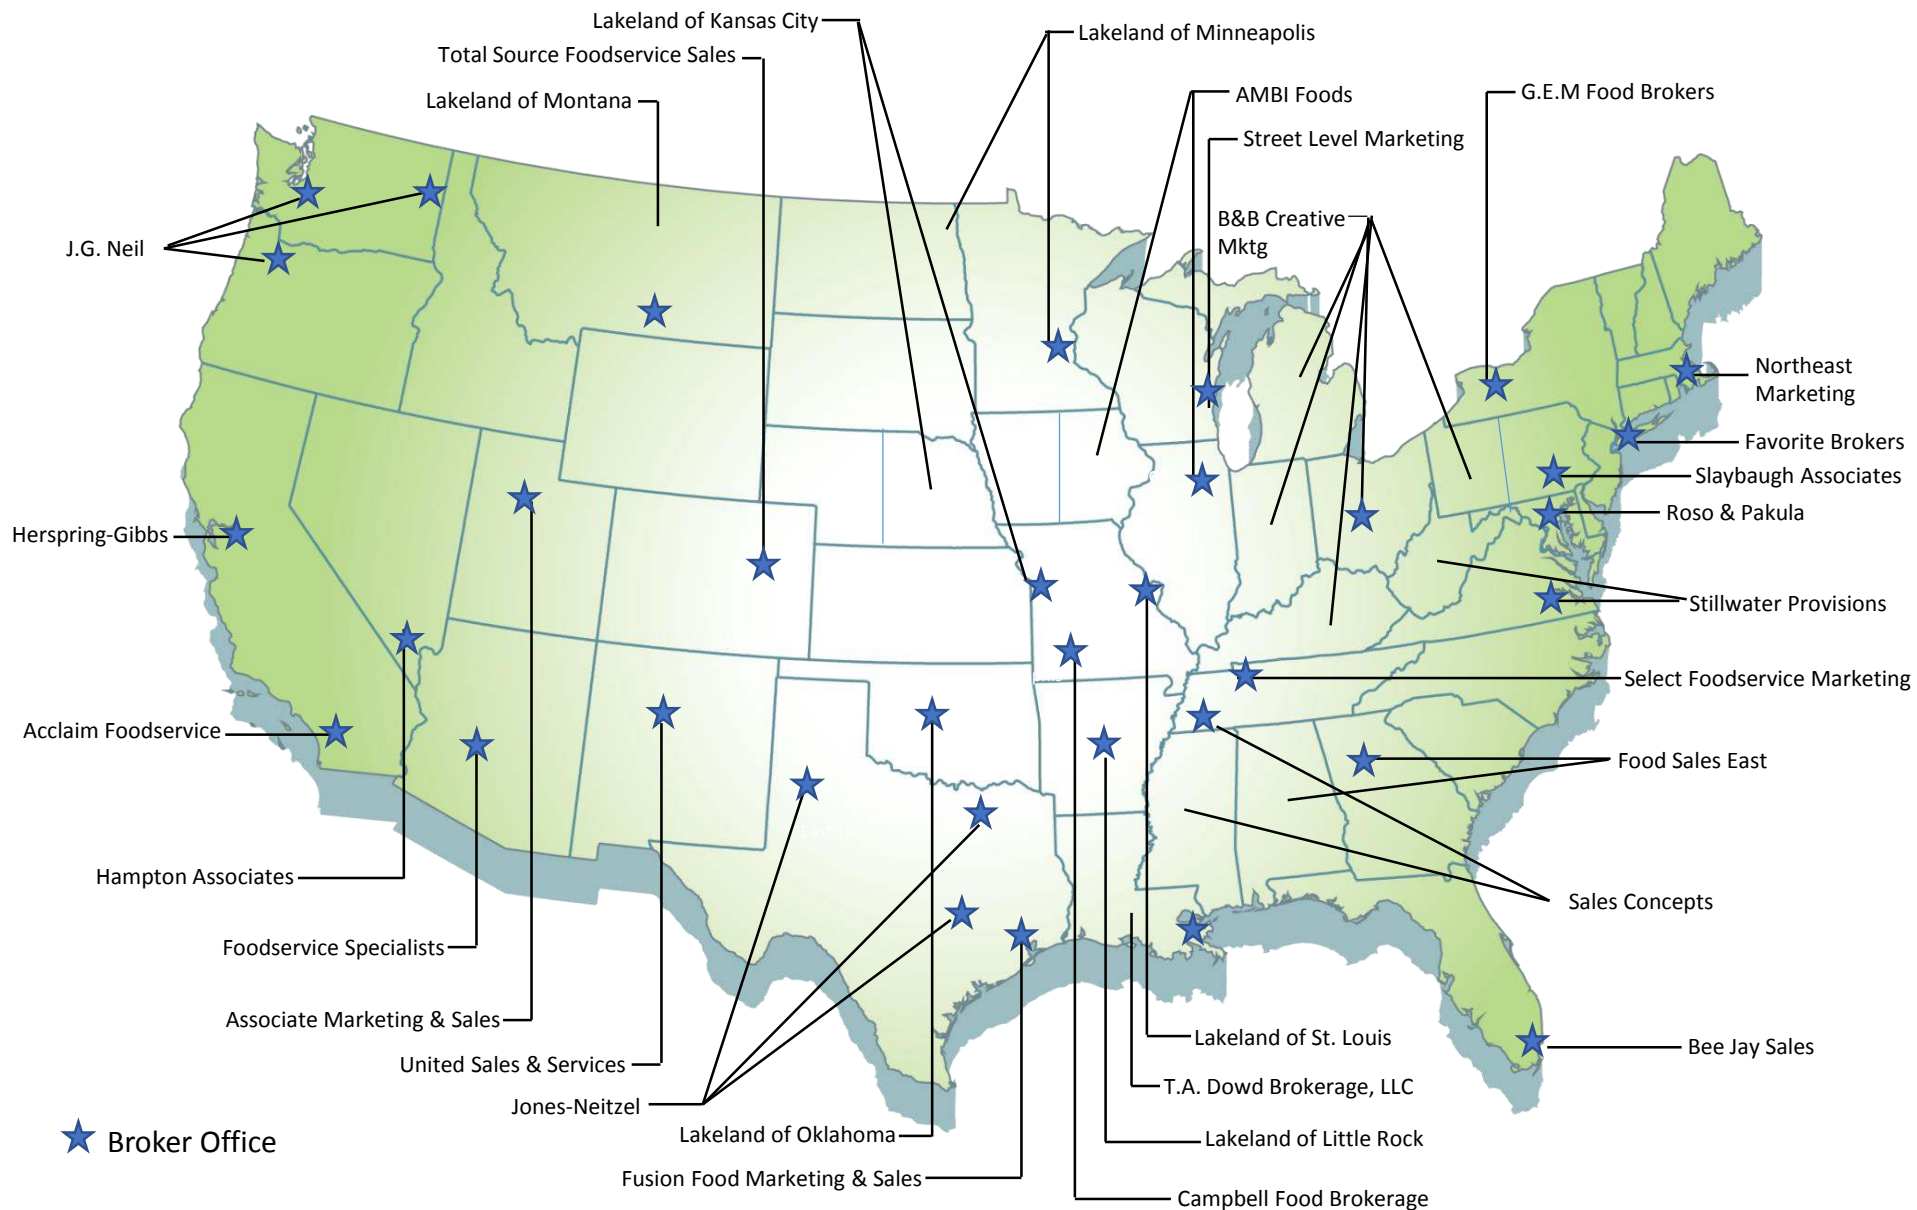 Lakeland of Kansas City
Lakeland of Minneapolis
Total Source Foodservice Sales
Lakeland of Montana
AMBI Foods
G.E.M Food Brokers
Street Level Marketing
B&B Creative
Mktg
J.G. Neil
Northeast
Marketing
Favorite Brokers
Slaybaugh Associates
Roso & Pakula
Herspring-Gibbs
Stillwater Provisions
Select Foodservice Marketing
Acclaim Foodservice
Food Sales East
East TX
Hampton Associates
Sales Concepts
Foodservice Specialists
Associate Marketing & Sales
Lakeland of St. Louis
Bee Jay Sales
United Sales & Services
T.A. Dowd Brokerage, LLC
Jones-Neitzel
Lakeland of Oklahoma
Lakeland of Little Rock
Broker Office
Fusion Food Marketing & Sales
Campbell Food Brokerage